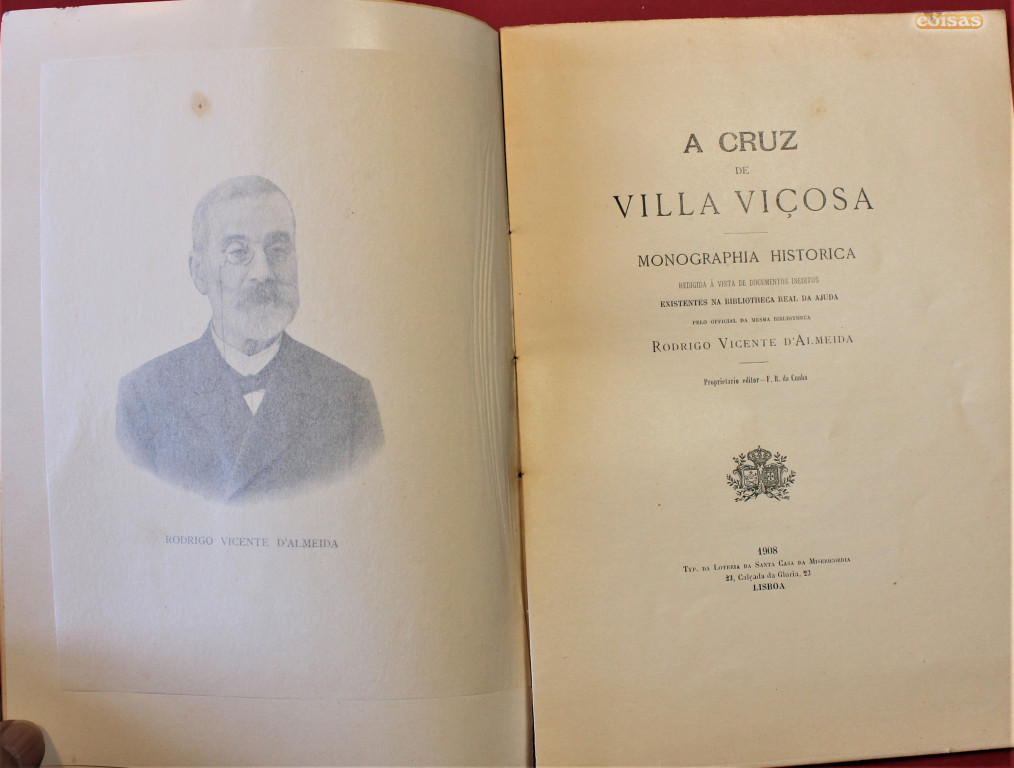 RODRIGO VICENTE D'ALMEIDA
coisas
A CRUZ
DE
VILLA VIÇOSA
MONOGRAPHIA HISTORICA
REDIGIDA À VISTA DE DOCUMENTOS INEDITOS
EXISTENTES NA BIBLIOTHECA REAL DA AJUDA
PELO OFFICIAL DA MESMA BIBLIOTHECA
RODRIGO VICENTE D'ALMEIDA
Proprietario editor—F. R. da Cunha
1908
TYP. DA LOTERIA DA SANTA CASA DA MISERICORDIA
23, Calçada da Gloria, 23
LISBOA